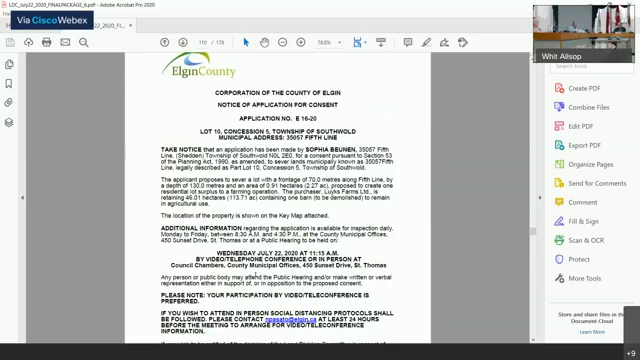 LDC_July22_2020_FINALPACKAGE_6.pdf - Adobe Acrobat Pro 2020
Via Cisco Webex
110 / 178
78.8%
Whit Allsop
ElginCounty
CORPORATION OF THE COUNTY OF ELGIN
NOTICE OF APPLICATION FOR CONSENT
APPLICATION NO. E 16-20
LOT 10, CONCESSION 5, TOWNSHIP OF SOUTHWOLD
MUNICIPAL ADDRESS: 35057 FIFTH LINE
TAKE NOTICE that an application has been made by SOPHIA BEUNEN, 35057 Fifth
Line, (Shedden) Township of Southwold N0L 2E0, for a consent pursuant to Section 53
of the Planning Act, 1990, as amended, to sever lands municipally known as 35057Fifth
Line, legally described as Part Lot 10, Concession 5, Township of Southwold.
The applicant proposes to sever a lot with a frontage of 70.0 metres along Fifth Line, by
a depth of 130.0 metres and an area of 0.91 hectares (2.27 ac), proposed to create one
residential lot surplus to a farming operation. The purchaser, Luyks Farms Ltd., is
retaining 46.01 hectares (113.71 ac) containing one barn (to be demolished) to remain
in agricultural use.
The location of the property is shown on the Key Map attached.
ADDITIONAL INFORMATION regarding the application is available for inspection daily,
Monday to Friday, between 8:30 A.M. and 4:30 P.M., at the County Municipal Offices,
450 Sunset Drive, St. Thomas or at a Public Hearing to be held on:
WEDNESDAY JULY 22, 2020 AT 11:15 A.M.
BY VIDEO/TELEPHONE CONFERENCE OR IN PERSON AT
Council Chambers, County Municipal Offices, 450 Sunset Drive, St. Thomas
Any person or public body may attend the Public Hearing and/or make written or verbal
representation either in support of, or in opposition to the proposed consent.
PLEASE NOTE: YOUR PARTICIPATION BY VIDEO/TELECONFERENCE IS
PREFERRED.
IF YOU WISH TO ATTEND IN PERSON SOCIAL DISTANCING PROTOCOLS SHALL
BE FOLLOWED. PLEASE CONTACT npasato@elgin.ca AT LEAST 24 HOURS
BEFORE THE MEETING TO ARRANGE FOR VIDEO/TELECONFERENCE
INFORMATION.
Search tools
Create PDF
Combine Files
Edit PDF
Export PDF
Organize Pages
Send for Comments
Comment
Fill & Sign
Scan & OCR
Protect
More Tools
Store and share files in the
Document Cloud
Learn More
+9